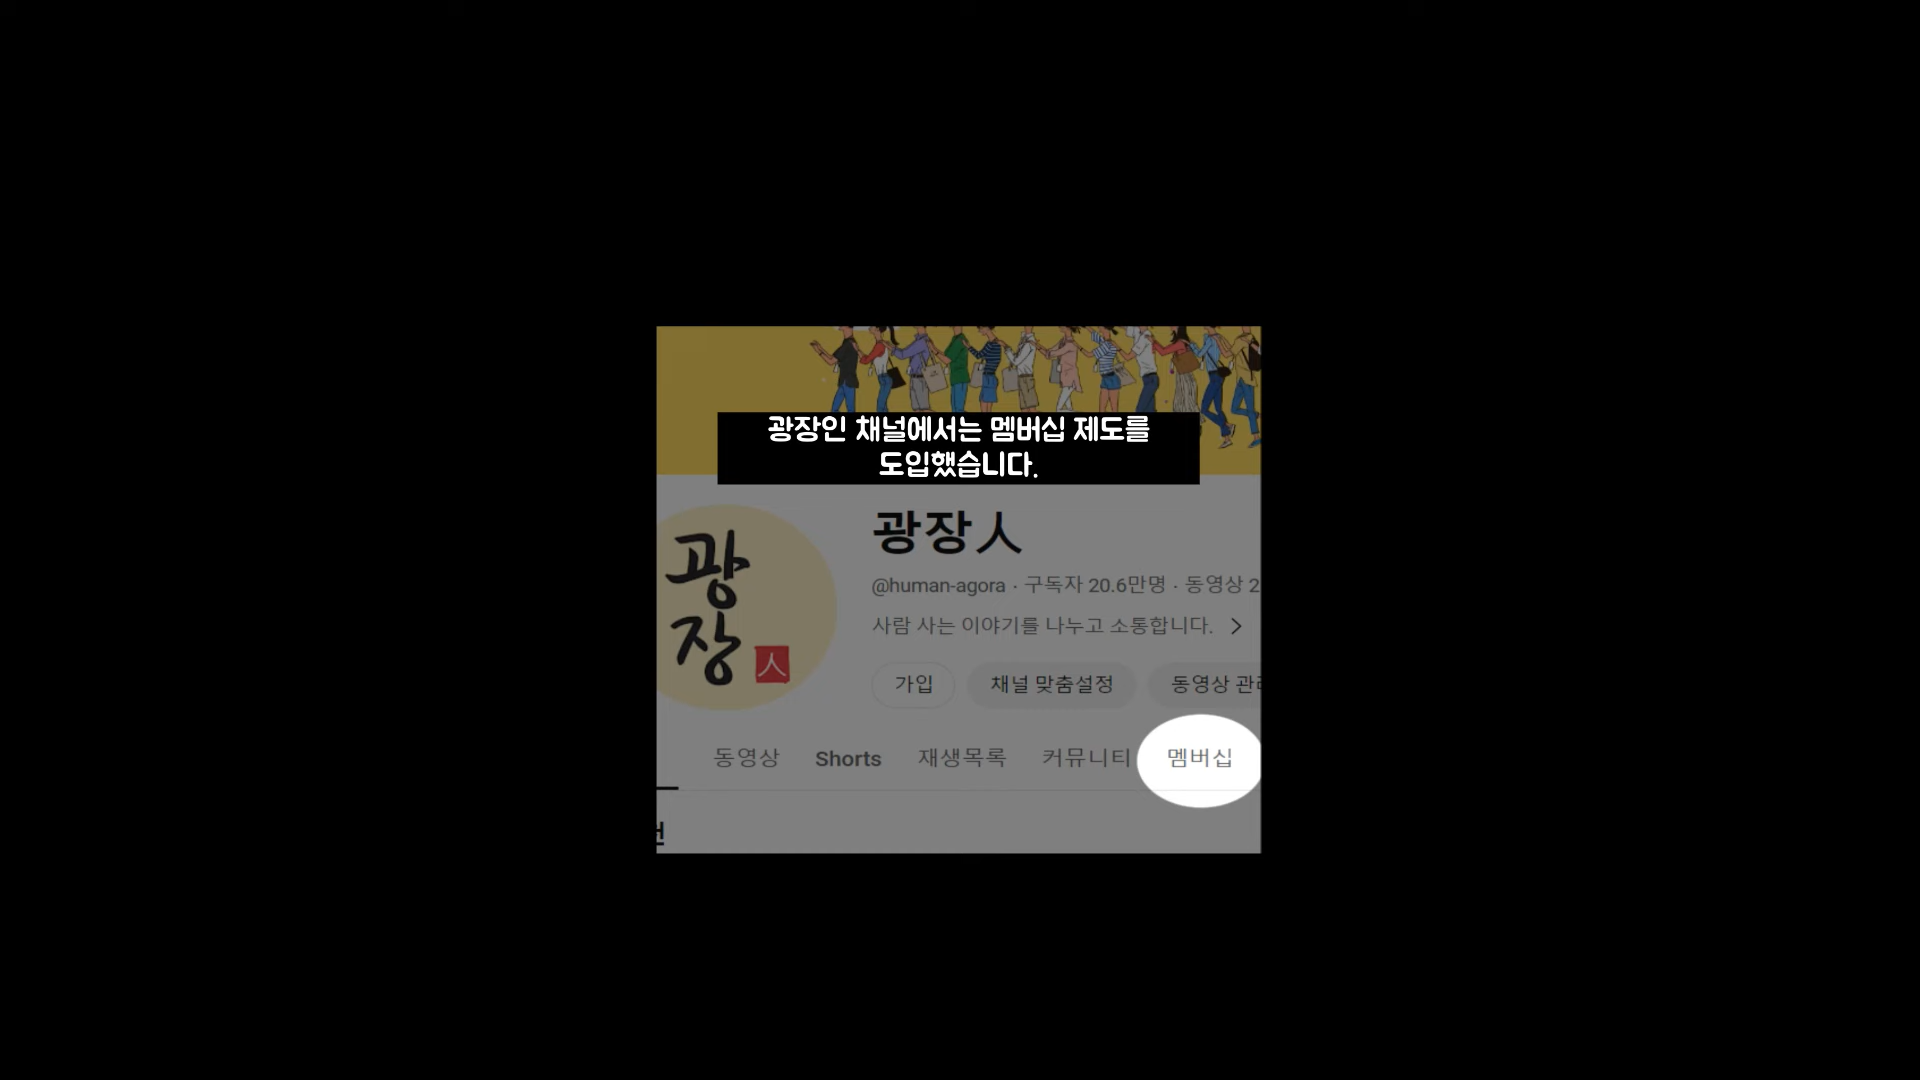 광장인 채널에서는 멤버십 제도를
도입했습니다.
광
장
人
광장人
@human-agora · 구독자 20.6만명 · 동영상 2
사람 사는 이야기를 나누고 소통합니다.
가입 채널 맞춤설정 동영상 관
동영상 Shorts 재생목록 커뮤니티 멤버십